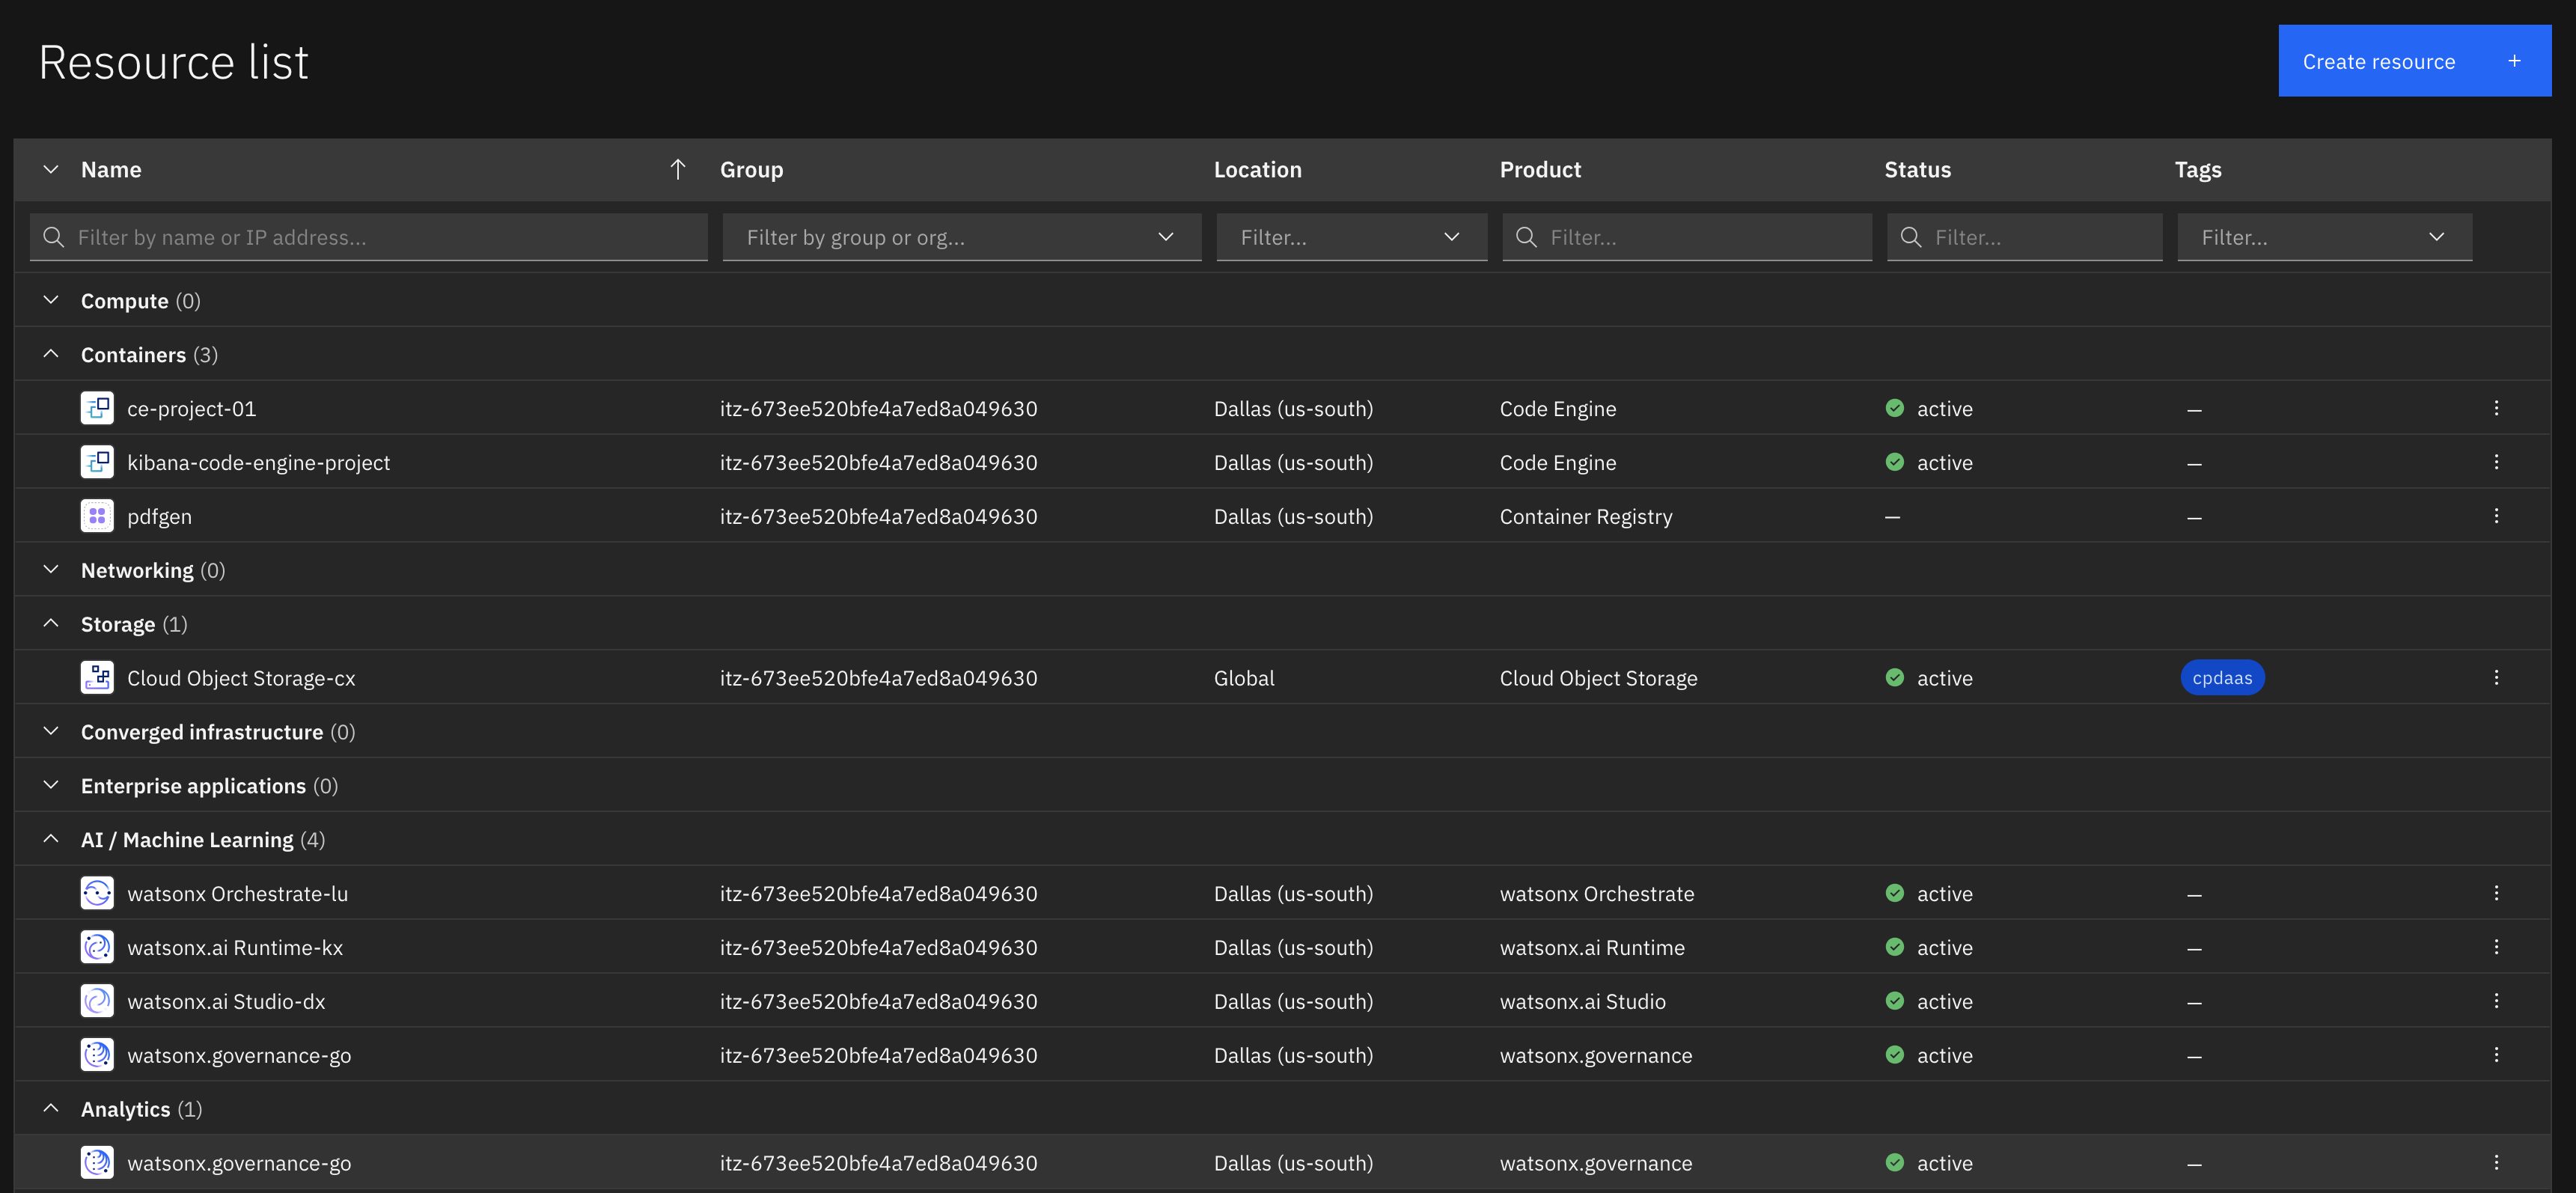 Resource list
Create resource +
Name Group Location Product Status Tags
Filter by name or IP address... Filter by group or org... Filter... Filter... Filter... Filter...
Compute (0)
Containers (3)
ce-project-01 itz-673ee520bfe4a7ed8a049630 Dallas (us-south) Code Engine active –
kibana-code-engine-project itz-673ee520bfe4a7ed8a049630 Dallas (us-south) Code Engine active –
pdfgen itz-673ee520bfe4a7ed8a049630 Dallas (us-south) Container Registry — –
Networking (0)
Storage (1)
Cloud Object Storage-cx itz-673ee520bfe4a7ed8a049630 Global Cloud Object Storage active cpdaas
Converged infrastructure (0)
Enterprise applications (0)
AI / Machine Learning (4)
watsonx Orchestrate-lu itz-673ee520bfe4a7ed8a049630 Dallas (us-south) watsonx Orchestrate active –
watsonx.ai Runtime-kx itz-673ee520bfe4a7ed8a049630 Dallas (us-south) watsonx.ai Runtime active –
watsonx.ai Studio-dx itz-673ee520bfe4a7ed8a049630 Dallas (us-south) watsonx.ai Studio active –
watsonx.governance-go itz-673ee520bfe4a7ed8a049630 Dallas (us-south) watsonx.governance active –
Analytics (1)
watsonx.governance-go itz-673ee520bfe4a7ed8a049630 Dallas (us-south) watsonx.governance active –